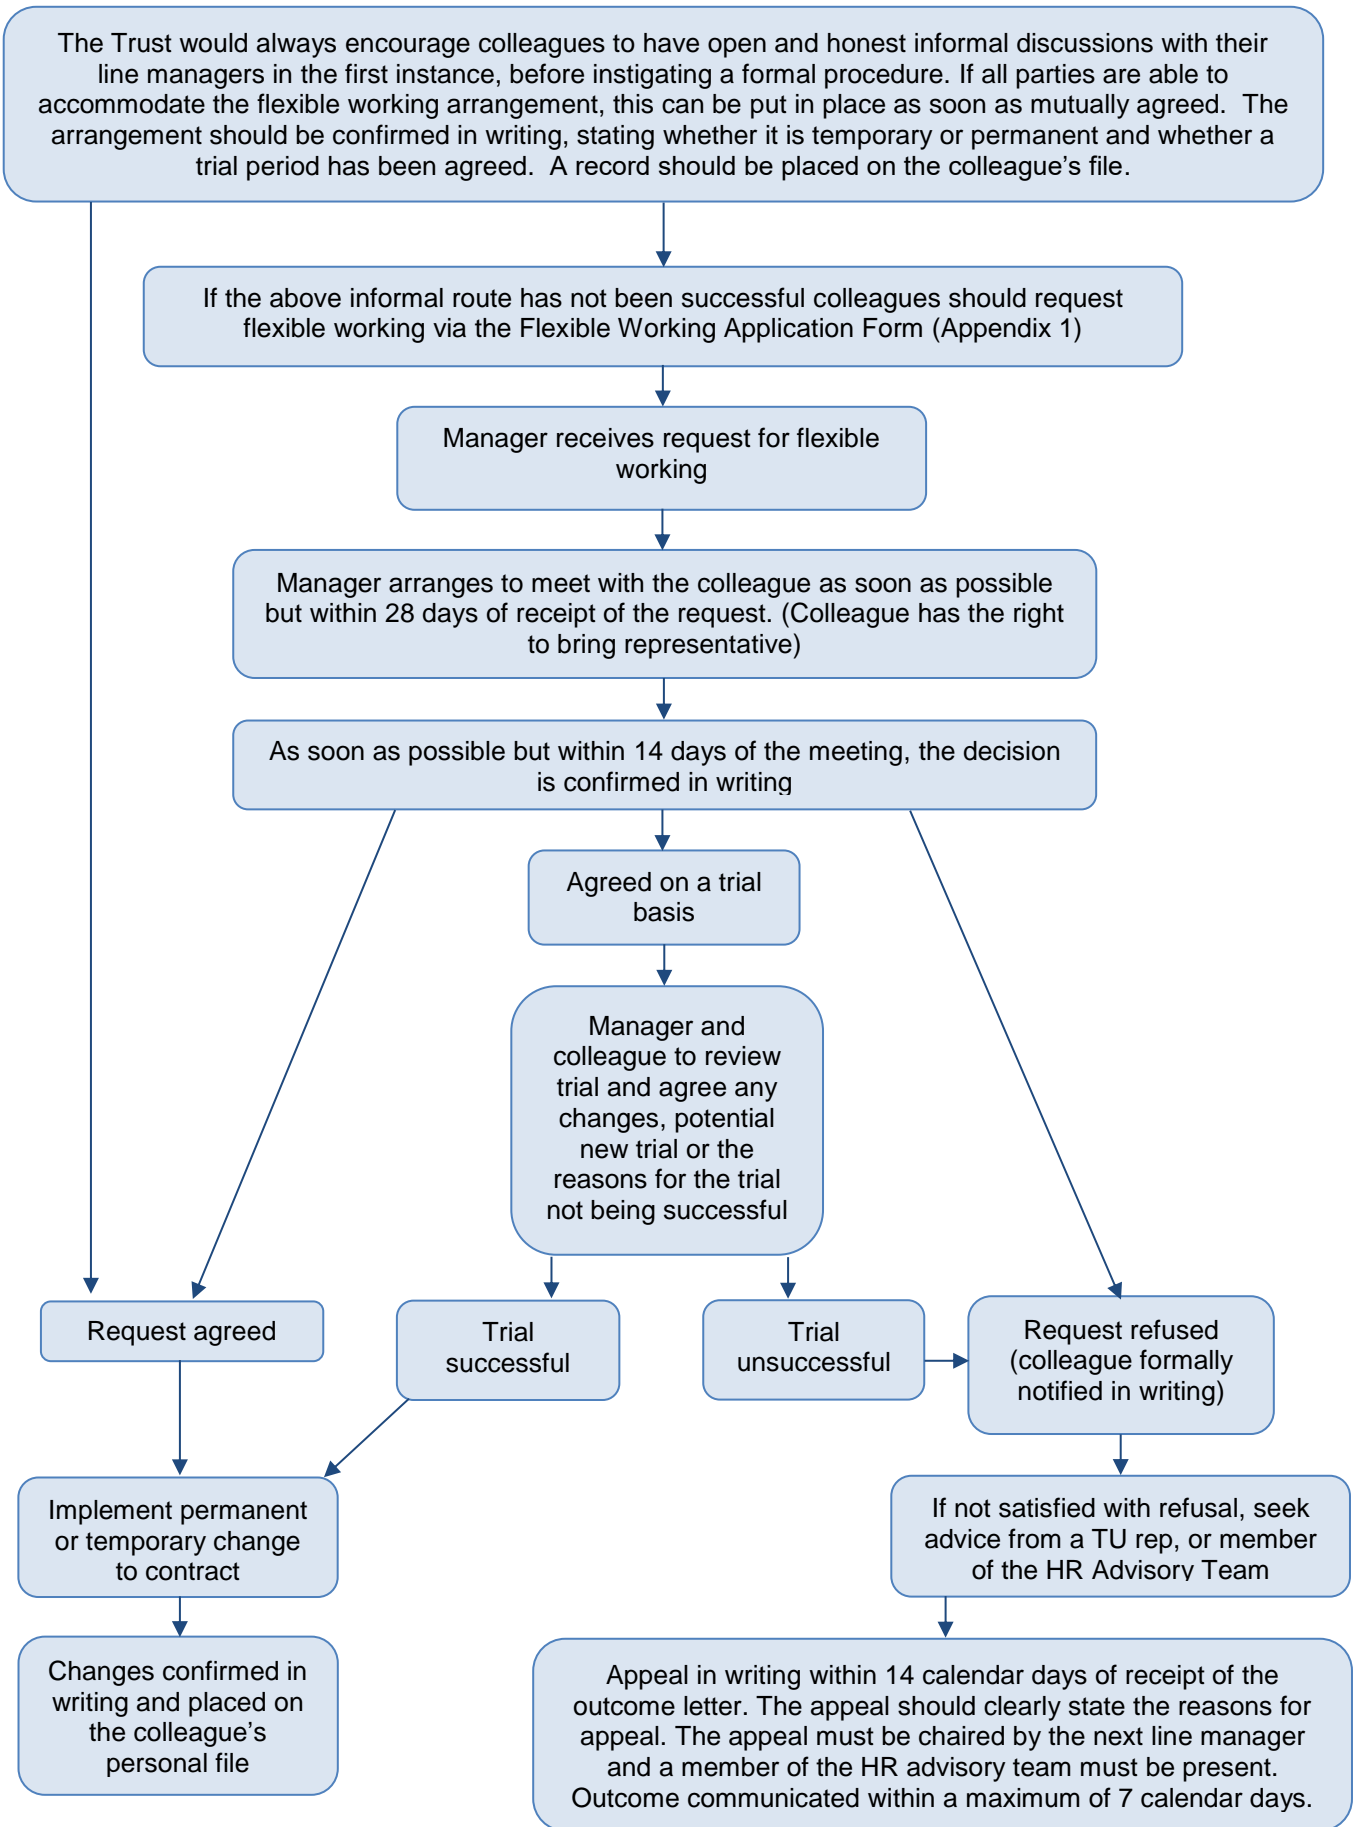 The Trust would always encourage colleagues to have open and honest informal discussions with their
line managers in the first instance, before instigating a formal procedure. If all parties are able to
accommodate the flexible working arrangement, this can be put in place as soon as mutually agreed.  The
arrangement should be confirmed in writing, stating whether it is temporary or permanent and whether a
trial period has been agreed.  A record should be placed on the colleague’s file.
If the above informal route has not been successful colleagues should request
flexible working via the Flexible Working Application Form (Appendix 1)
Manager receives request for flexible
working
Manager arranges to meet with the colleague as soon as possible
but within 28 days of receipt of the request. (Colleague has the right
to bring representative)
As soon as possible but within 14 days of the meeting, the decision
is confirmed in writing
Agreed on a trial
basis
Manager and
colleague to review
trial and agree any
changes, potential
new trial or the
reasons for the trial
not being successful
Request agreed
Trial
successful
Trial
unsuccessful
Request refused
(colleague formally
notified in writing)
Implement permanent
or temporary change
to contract
If not satisfied with refusal, seek
advice from a TU rep, or member
of the HR Advisory Team
Changes confirmed in
writing and placed on
the colleague’s
personal file
Appeal in writing within 14 calendar days of receipt of the
outcome letter. The appeal should clearly state the reasons for
appeal. The appeal must be chaired by the next line manager
and a member of the HR advisory team must be present.
Outcome communicated within a maximum of 7 calendar days.